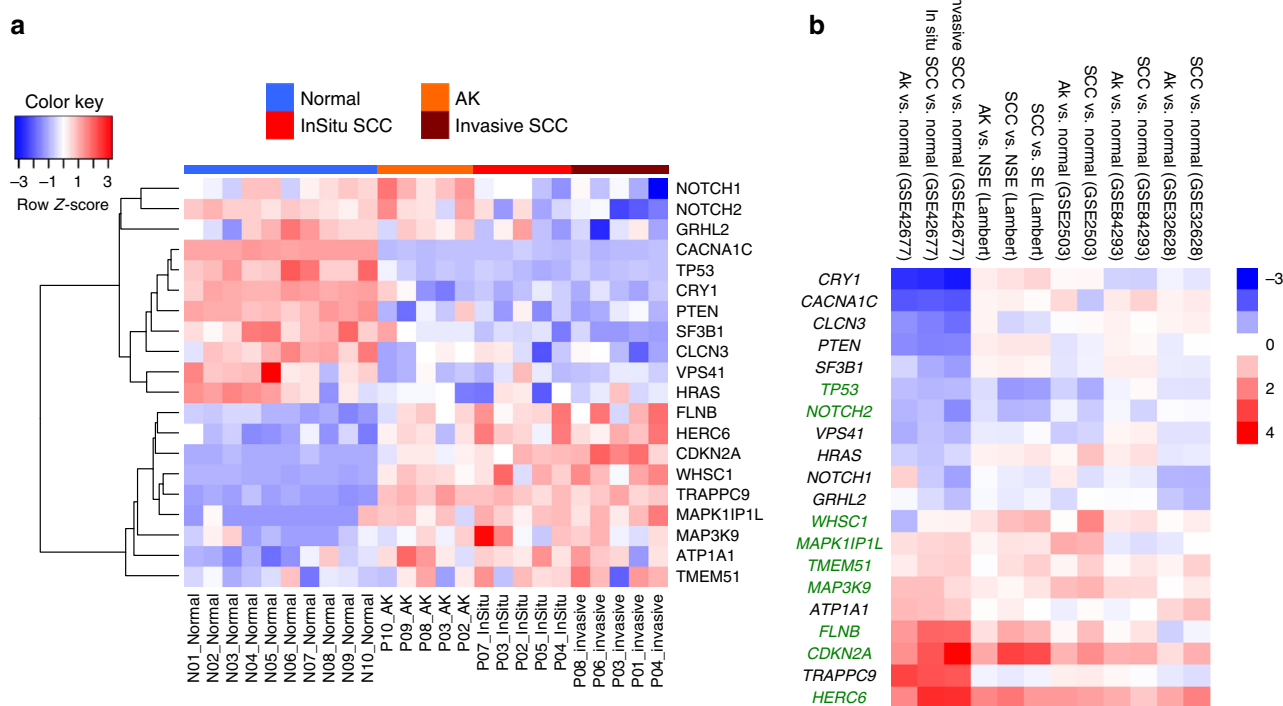 a
Color key
−3 −1 1 3
Row Z-score
Normal
InSitu SCC
AK
Invasive SCC
NOTCH1
NOTCH2
GRHL2
CACNA1C
TP53
CRY1
PTEN
SF3B1
CLCN3
VPS41
HRAS
FLNB
HERC6
CDKN2A
WHSC1
TRAPPC9
MAPK1IP1L
MAP3K9
ATP1A1
TMEM51
N01_Normal
N02_Normal
N03_Normal
N04_Normal
N05_Normal
N06_Normal
N07_Normal
N08_Normal
N09_Normal
N10_Normal
P10_AK
P09_AK
P08_AK
P03_AK
P02_AK
P07_InSitu
P03_InSitu
P02_InSitu
P05_InSitu
P04_InSitu
P08_invasive
P06_invasive
P03_invasive
P01_invasive
P04_invasive
b
Ak vs. normal (GSE42677)
In situ SCC vs. normal (GSE42677)
nvasive SCC vs. normal (GSE42677)
AK vs. NSE (Lambert)
SCC vs. NSE (Lambert)
SCC vs. SE (Lambert)
Ak vs. normal (GSE2503)
SCC vs. normal (GSE2503)
Ak vs. normal (GSE84293)
SCC vs. normal (GSE84293)
Ak vs. normal (GSE32628)
SCC vs. normal (GSE32628)
CRY1
CACNA1C
CLCN3
PTEN
SF3B1
TP53
NOTCH2
VPS41
HRAS
NOTCH1
GRHL2
WHSC1
MAPK1IP1L
TMEM51
MAP3K9
ATP1A1
FLNB
CDKN2A
TRAPPC9
HERC6
−3
0
2
4